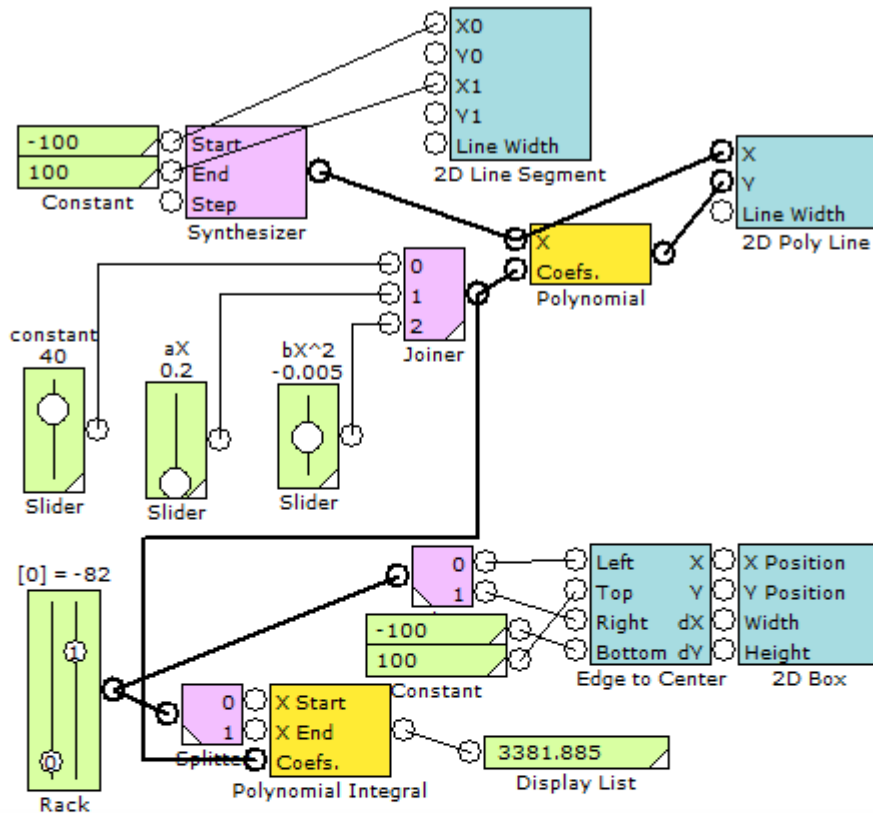 X0
Y0
X1
Y1
Line Width
2D Line Segment
-100
100
Constant
Start
End
Step
Synthesizer
X
Y
Line Width
2D Poly Line
X
Coefs.
Polynomial
0
1
2
Joiner
constant
40
Slider
aX
0.2
Slider
bX^2
-0.005
Slider
[0] = -82
1
0
Rack
0
1
-100
100
Constant
Left X
Top Y
Right dX
Bottom dY
Edge to Center
X Position
Y Position
Width
Height
2D Box
0
1
Splitte
X Start
X End
Coefs.
Polynomial Integral
3381.885
Display List